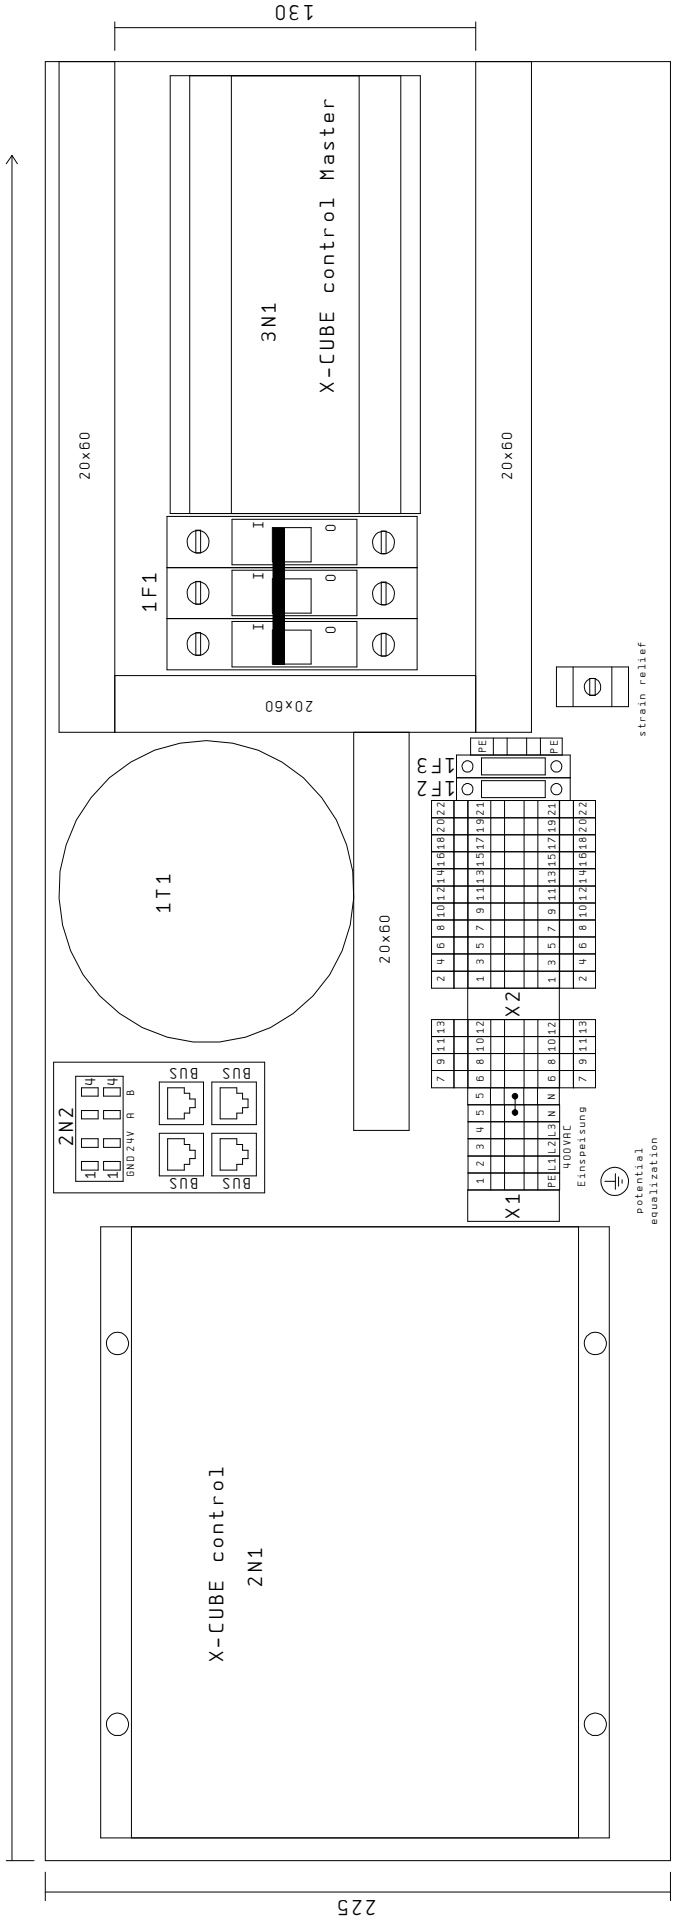 130
20x60
3N1
X-CUBE control Master
20x60
1F1
I O
I O
I O
20x60
strain relief
PE PE
1F3
1F2
1T1
20x60
22 21 21 22
20 19 19 20
18 17 17 18
16 15 15 16
14 13 13 14
12 11 11 12
10 9 9 10
8 7 7 8
6 5 5 6
4 3 3 4
2 1 1 2
X2
13 12 12 13
11 10 10 11
9 8 8 9
7 6 6 7
5 N
5 N
4 L3
3 L2
2 L1
1 PE
X1
400VAC
Einspeisung
potential
equalization
2N2
4 4
1 1
GND 24V A B
BUS BUS
BUS BUS
X-CUBE control
2N1
225